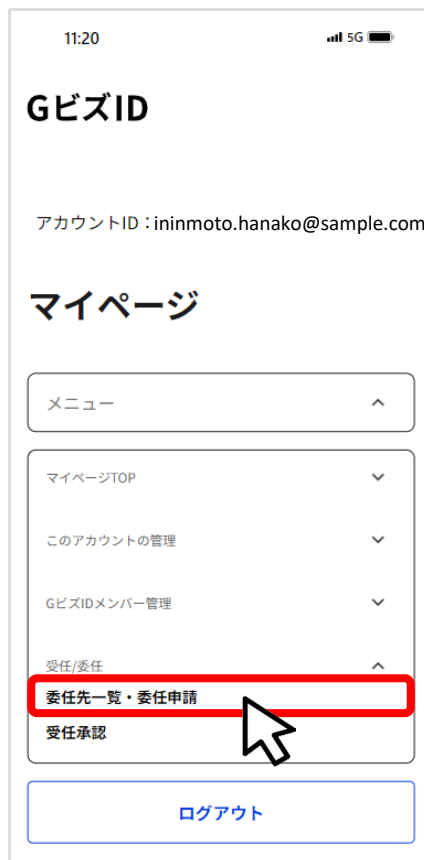 11:20
5G
GビズID
アカウントID：ininmoto.hanako@sample.com
マイページ
メニュー
マイページTOP
このアカウントの管理
GビズIDメンバー管理
受任/委任
委任先一覧・委任申請
受任承認
ログアウト